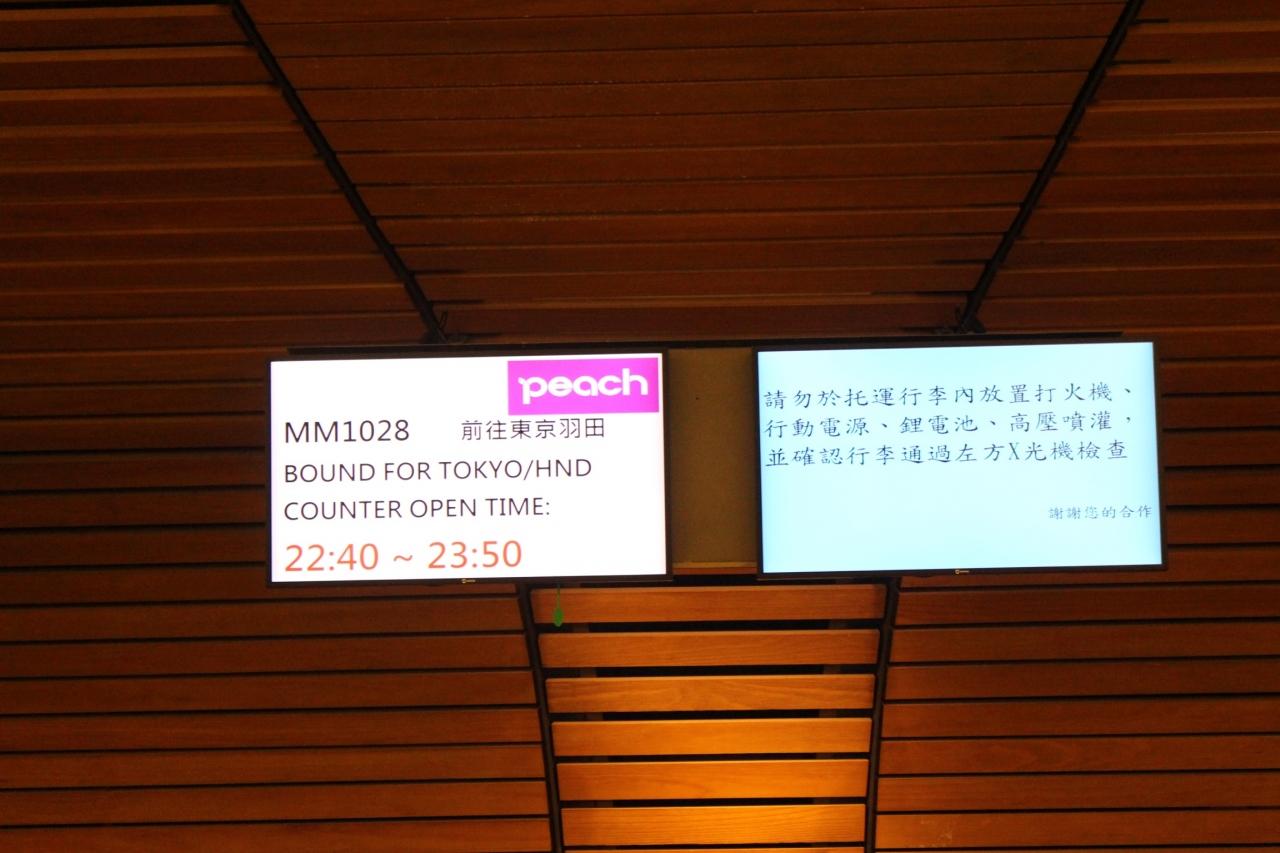 peach
MM1028 前往東京羽田
BOUND FOR TOKYO/HND
COUNTER OPEN TIME:
22:40 ~ 23:50
請勿於托運行李內放置打火機、
行動電源、鋰電池、高壓噴灌，
並確認行李通過左方X光機檢查
謝謝您的合作